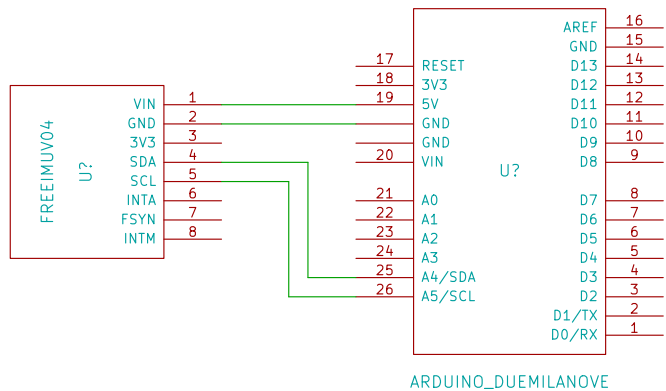 FREEIMUV04
U?
VIN 1
GND 2
3V3 3
SDA 4
SCL 5
INTA 6
FSYN 7
INTM 8
17 RESET
18 3V3
19 5V
GND
GND
20 VIN
21 A0
22 A1
23 A2
24 A3
25 A4/SDA
26 A5/SCL
U?
AREF 16
GND 15
D13 14
D12 13
D11 12
D10 11
D9 10
D8 9
D7 8
D6 7
D5 6
D4 5
D3 4
D2 3
D1/TX 2
D0/RX 1
ARDUINO_DUEMILANOVE